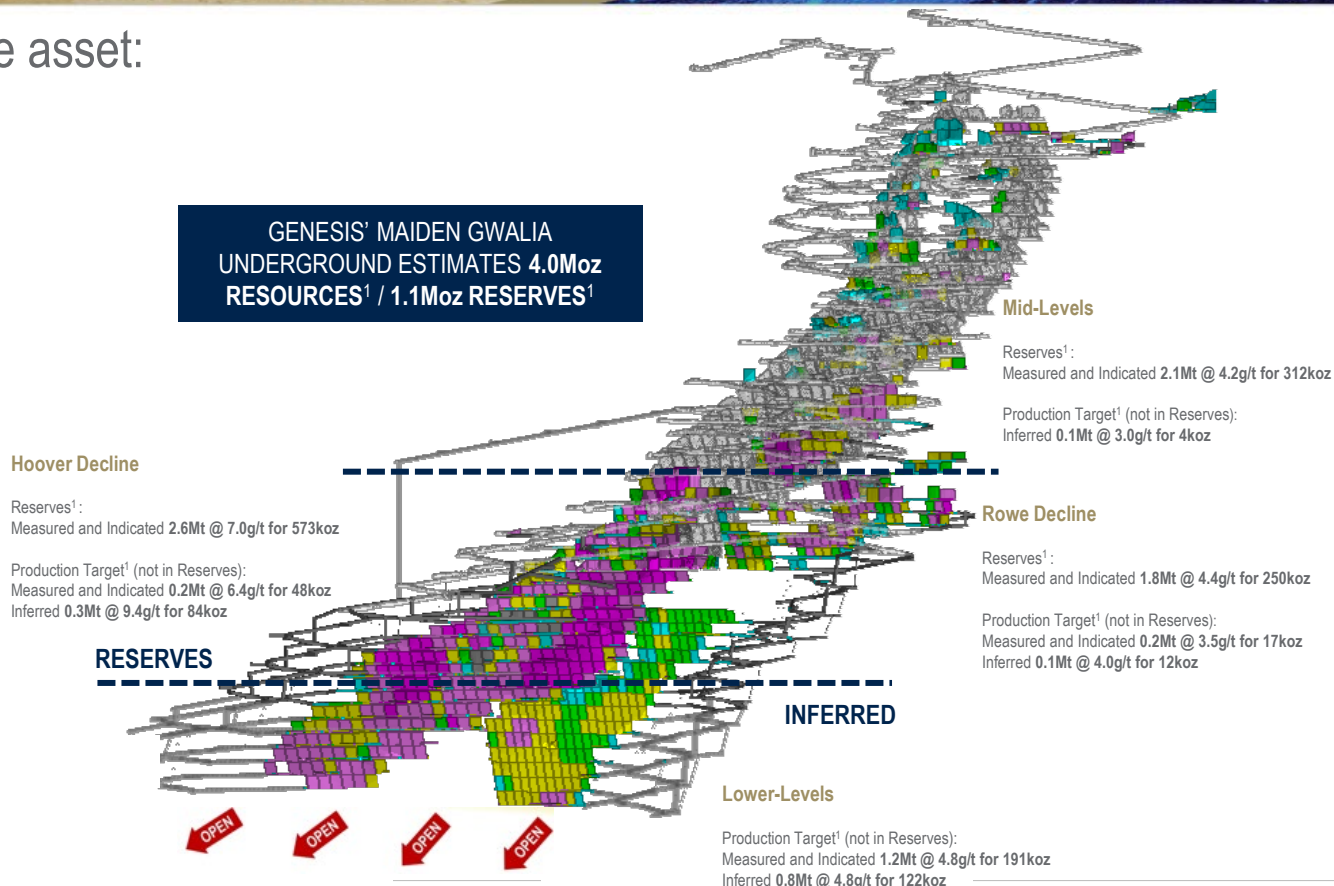 e asset:
GENESIS' MAIDEN GWALIA
UNDERGROUND ESTIMATES 4.0Moz
RESOURCES¹ / 1.1Moz RESERVES¹
Mid-Levels
Reserves¹ :
Measured and Indicated 2.1Mt @ 4.2g/t for 312koz
Production Target¹ (not in Reserves):
Inferred 0.1Mt @ 3.0g/t for 4koz
Hoover Decline
Reserves¹ :
Measured and Indicated 2.6Mt @ 7.0g/t for 573koz
Production Target¹ (not in Reserves):
Measured and Indicated 0.2Mt @ 6.4g/t for 48koz
Inferred 0.3Mt @ 9.4g/t for 84koz
Rowe Decline
Reserves¹ :
Measured and Indicated 1.8Mt @ 4.4g/t for 250koz
Production Target¹ (not in Reserves):
Measured and Indicated 0.2Mt @ 3.5g/t for 17koz
Inferred 0.1Mt @ 4.0g/t for 12koz
RESERVES
INFERRED
Lower-Levels
Production Target¹ (not in Reserves):
Measured and Indicated 1.2Mt @ 4.8g/t for 191koz
Inferred 0.8Mt @ 4.8g/t for 122koz
OPEN
OPEN
OPEN
OPEN